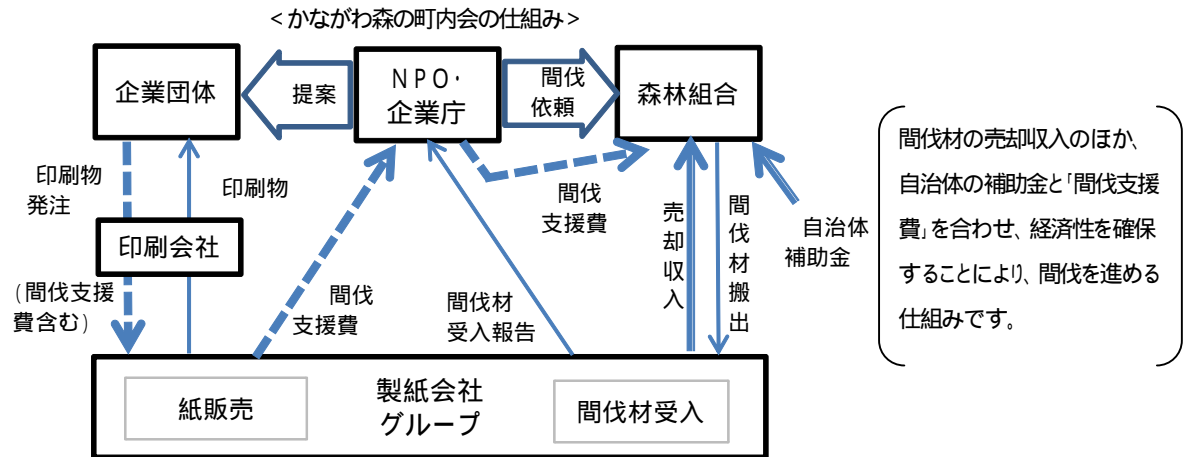 <かながわ森の町内会の仕組み>
企業団体
提案
NPO・
企業庁
間伐
依頼
森林組合
印刷物
発注
印刷物
印刷会社
(間伐支援
費含む)
間伐
支援費
間伐材
受入報告
間伐
支援費
売却収入
間伐材搬出
自治体
補助金
間伐材の売却収入のほか、
自治体の補助金と「間伐支援
費」を合わせ、経済性を確保
することにより、間伐を進める
仕組みです。
紙販売
製紙会社
グループ
間伐材受入